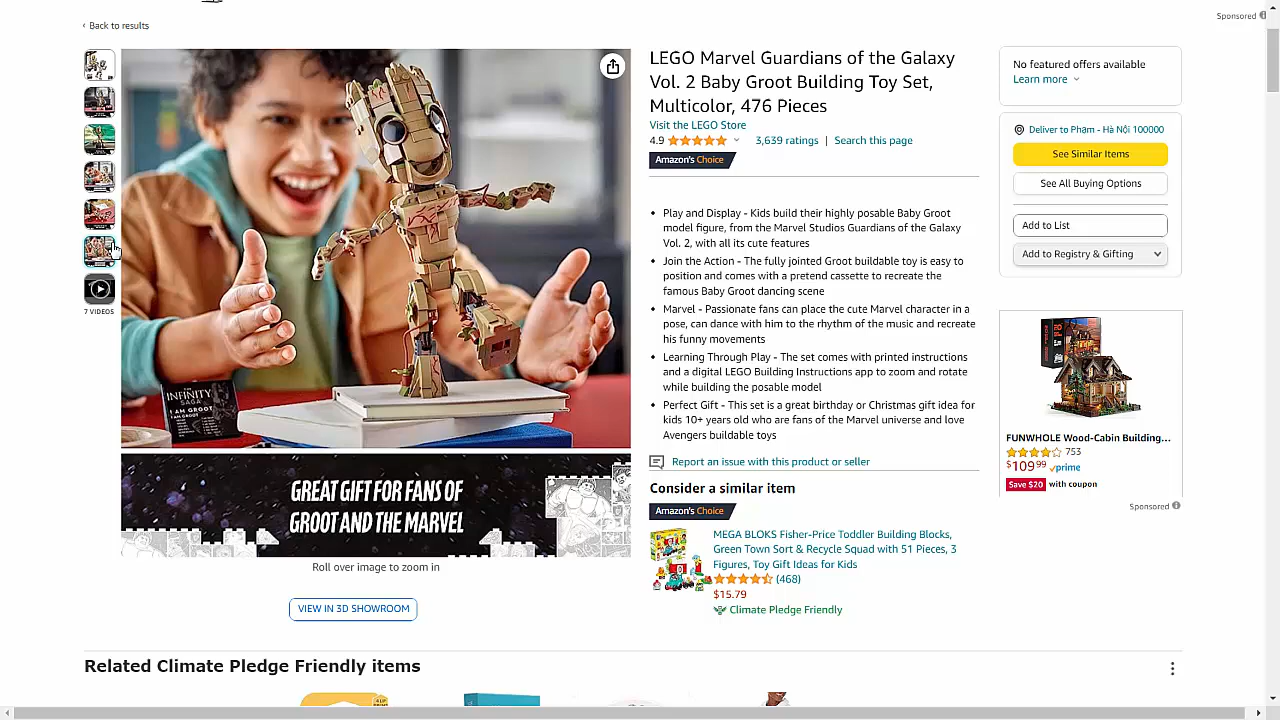 Sponsored
‹ Back to results
LEGO Marvel Guardians of the Galaxy
Vol. 2 Baby Groot Building Toy Set,
Multicolor, 476 Pieces
Visit the LEGO Store
4.9
3,639 ratings | Search this page
Amazon's Choice
• Play and Display - Kids build their highly posable Baby Groot
model figure, from the Marvel Studios Guardians of the Galaxy
Vol. 2, with all its cute features
• Join the Action - The fully jointed Groot buildable toy is easy to
position and comes with a pretend cassette to recreate the
famous Baby Groot dancing scene
• Marvel - Passionate fans can place the cute Marvel character in a
pose, can dance with him to the rhythm of the music and recreate
his funny movements
• Learning Through Play - The set comes with printed instructions
and a digital LEGO Building Instructions app to zoom and rotate
while building the posable model
• Perfect Gift - This set is a great birthday or Christmas gift idea for
kids 10+ years old who are fans of the Marvel universe and love
Avengers buildable toys
Report an issue with this product or seller
Consider a similar item
Amazon's Choice
MEGA BLOKS Fisher-Price Toddler Building Blocks,
Green Town Sort & Recycle Squad with 51 Pieces, 3
Figures, Toy Gift Ideas for Kids
(468)
$15.79
Climate Pledge Friendly
No featured offers available
Learn more
Deliver to Phạm - Hà Nội 100000
See Similar Items
See All Buying Options
Add to List
Add to Registry & Gifting
FUNWHOLE Wood-Cabin Building...
753
$109.99 prime
Save $20 with coupon
Sponsored
7 VIDEOS
THE
INFINITY
SAGA
I AM GROOT
GREAT GIFT FOR FANS OF
GROOT AND THE MARVEL
Roll over image to zoom in
VIEW IN 3D SHOWROOM
Related Climate Pledge Friendly items